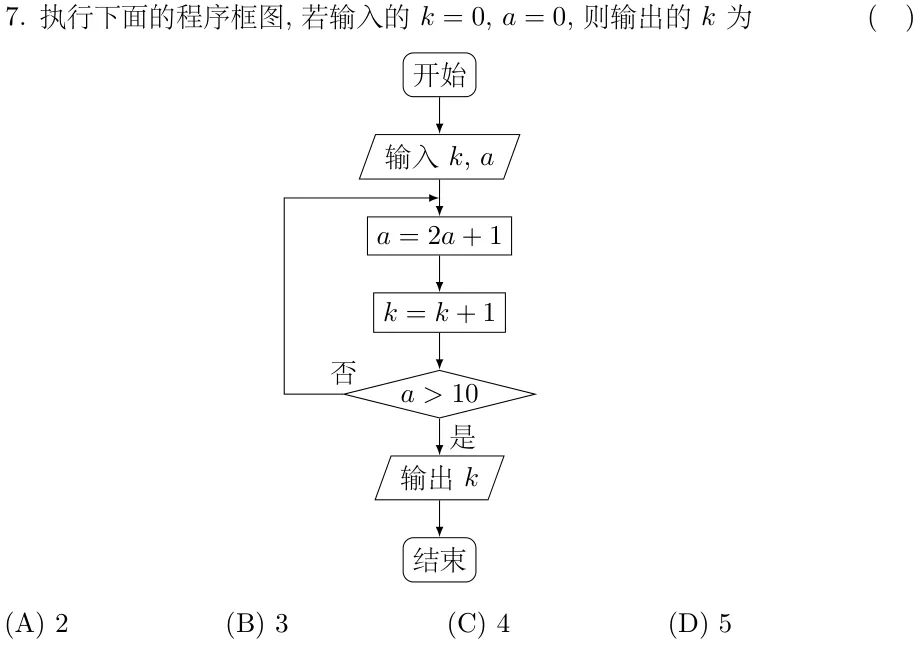 7. 执行下面的程序框图, 若输入的 k = 0, a = 0, 则输出的 k 为 ( )
开始
输入 k, a
a = 2a + 1
k = k + 1
否
a > 10
是
输出 k
结束
(A) 2 (B) 3 (C) 4 (D) 5